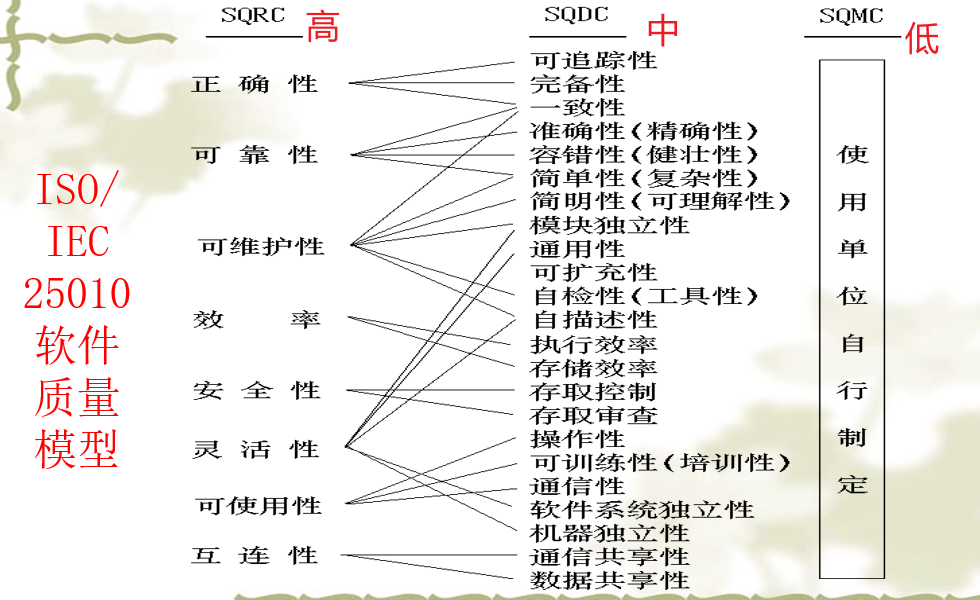 SQRC 高
SQDC 中
SQMC 低
ISO/
IEC
25010
软件
质量
模型
正确性
可靠性
可维护性
效率
安全性
灵活性
可使用性
互连性
可追踪性
完备性
一致性
准确性(精确性)
容错性(健壮性)
简单性(复杂性)
简明性(可理解性)
模块独立性
通用性
可扩充性
自检性(工具性)
自描述性
执行效率
存储效率
存取控制
存取审查
操作性
可训练性(培训性)
通信性
软件系统独立性
机器独立性
通信共享性
数据共享性
使用单位自行制定